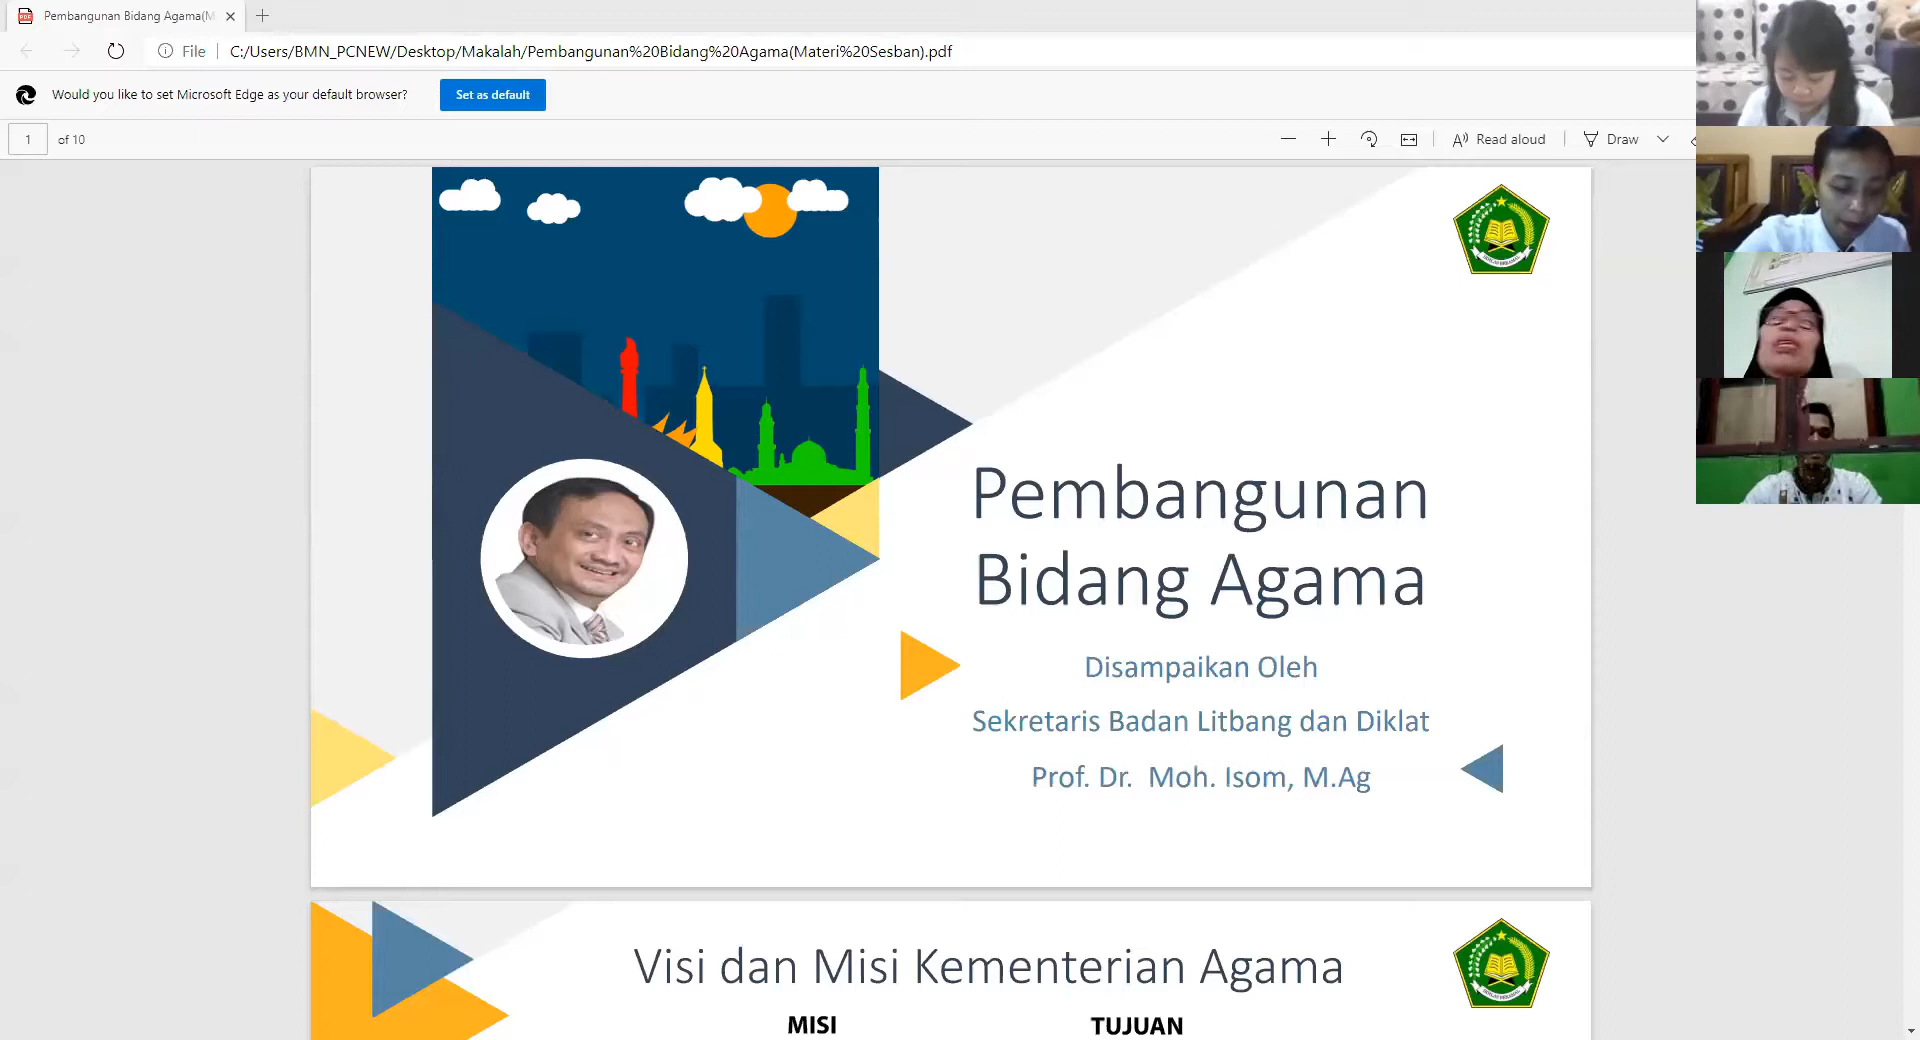 Pembangunan Bidang Agama(M
File
C:/Users/BMN_PCNEW/Desktop/Makalah/Pembangunan%20Bidang%20Agama(Materi%20Sesban).pdf
Would you like to set Microsoft Edge as your default browser?
Set as default
1
of 10
Read aloud
Draw
Pembangunan
Bidang Agama
Disampaikan Oleh
Sekretaris Badan Litbang dan Diklat
Prof. Dr. Moh. Isom, M.Ag
Visi dan Misi Kementerian Agama
MISI
TUJUAN